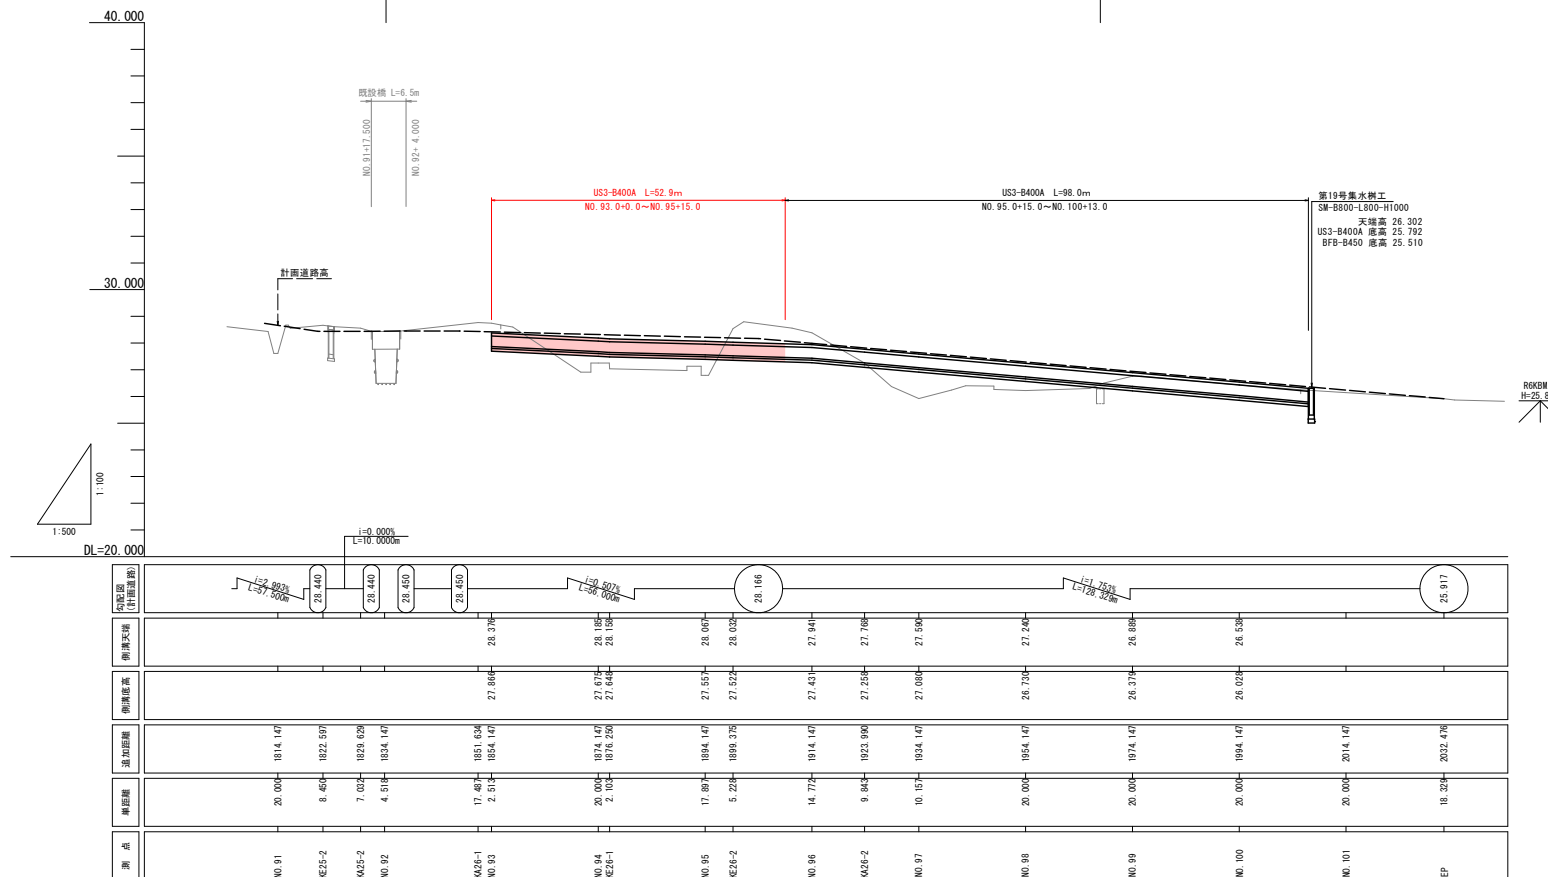 40.000
既設橋 L=6.5m
NO.91+17.500
NO.92+ 4.000
US3-B400A L=52.9m
NO.93.0+0.0～NO.95+15.0
US3-B400A L=98.0m
NO.95.0+15.0～NO.100+13.0
第19号集水桝工
SM-B800-L800-H1000
天端高 26.302
US3-B400A 底高 25.792
BFB-B450 底高 25.510
計画道路高
30.000
R6KBM
H=25.8
1:100
1:500
DL=20.000
i=0.000%
L=10.0000m
勾配図
(計画道路)
i=2.993%
L=57.500m
28.440
28.440
28.450
28.450
i=0.507%
L=56.000m
28.166
i=1.753%
L=128.329m
25.917
側溝天端
28.376
28.185
28.158
28.067
28.032
27.941
27.768
27.590
27.240
26.889
26.538
側溝底高
27.866
27.675
27.648
27.557
27.522
27.431
27.258
27.080
26.730
26.379
26.028
追加距離
1814.147
1822.597
1829.629
1834.147
1851.634
1854.147
1874.147
1876.250
1894.147
1899.375
1914.147
1923.990
1934.147
1954.147
1974.147
1994.147
2014.147
2032.476
単距離
20.000
8.450
7.032
4.518
17.487
2.513
20.000
2.103
17.897
5.228
14.772
9.843
10.157
20.000
20.000
20.000
20.000
18.329
測 点
NO.91
KE25-2
KA25-2
NO.92
KA26-1
NO.93
NO.94
KE26-1
NO.95
KE26-2
NO.96
KA26-2
NO.97
NO.98
NO.99
NO.100
NO.101
EP